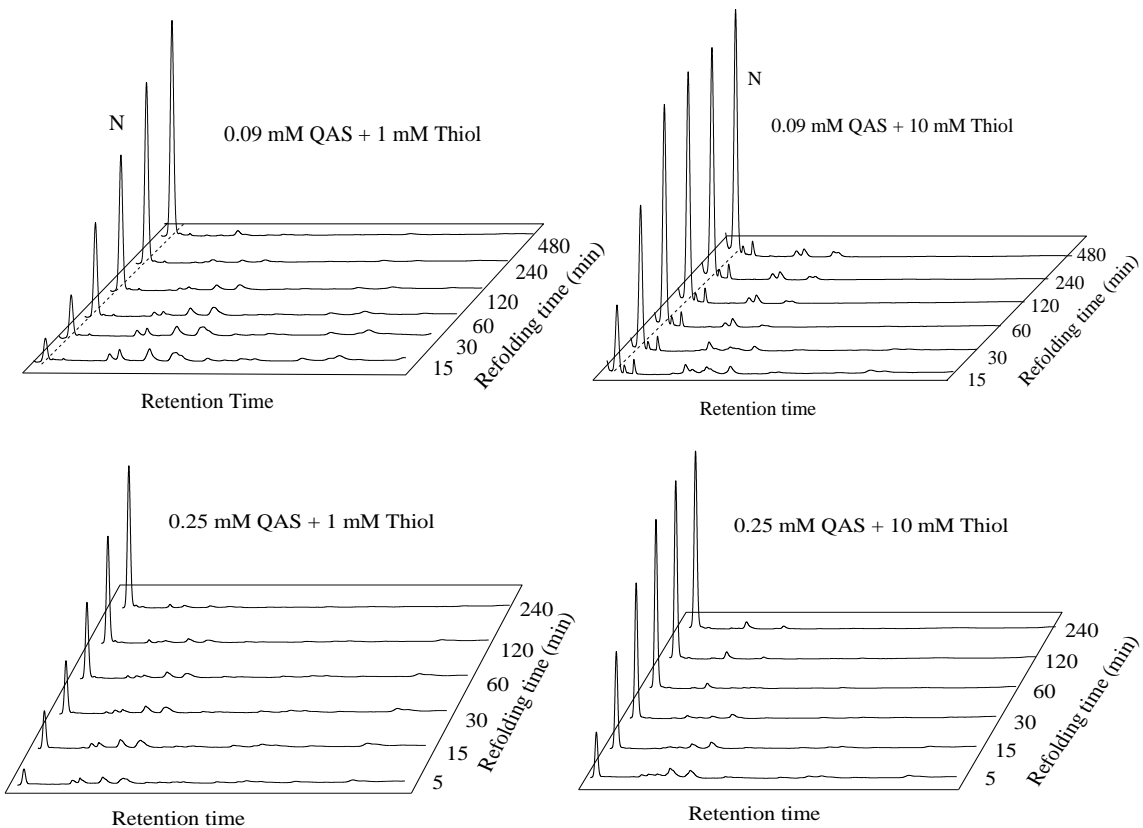 N
0.09 mM QAS + 1 mM Thiol
480
240
120
60
30
15
Refolding time (min)
Retention Time
N
0.09 mM QAS + 10 mM Thiol
480
240
120
60
30
15
Refolding time (min)
Retention time
0.25 mM QAS + 1 mM Thiol
240
120
60
30
15
5
Refolding time (min)
Retention time
0.25 mM QAS + 10 mM Thiol
240
120
60
30
15
5
Refolding time (min)
Retention time